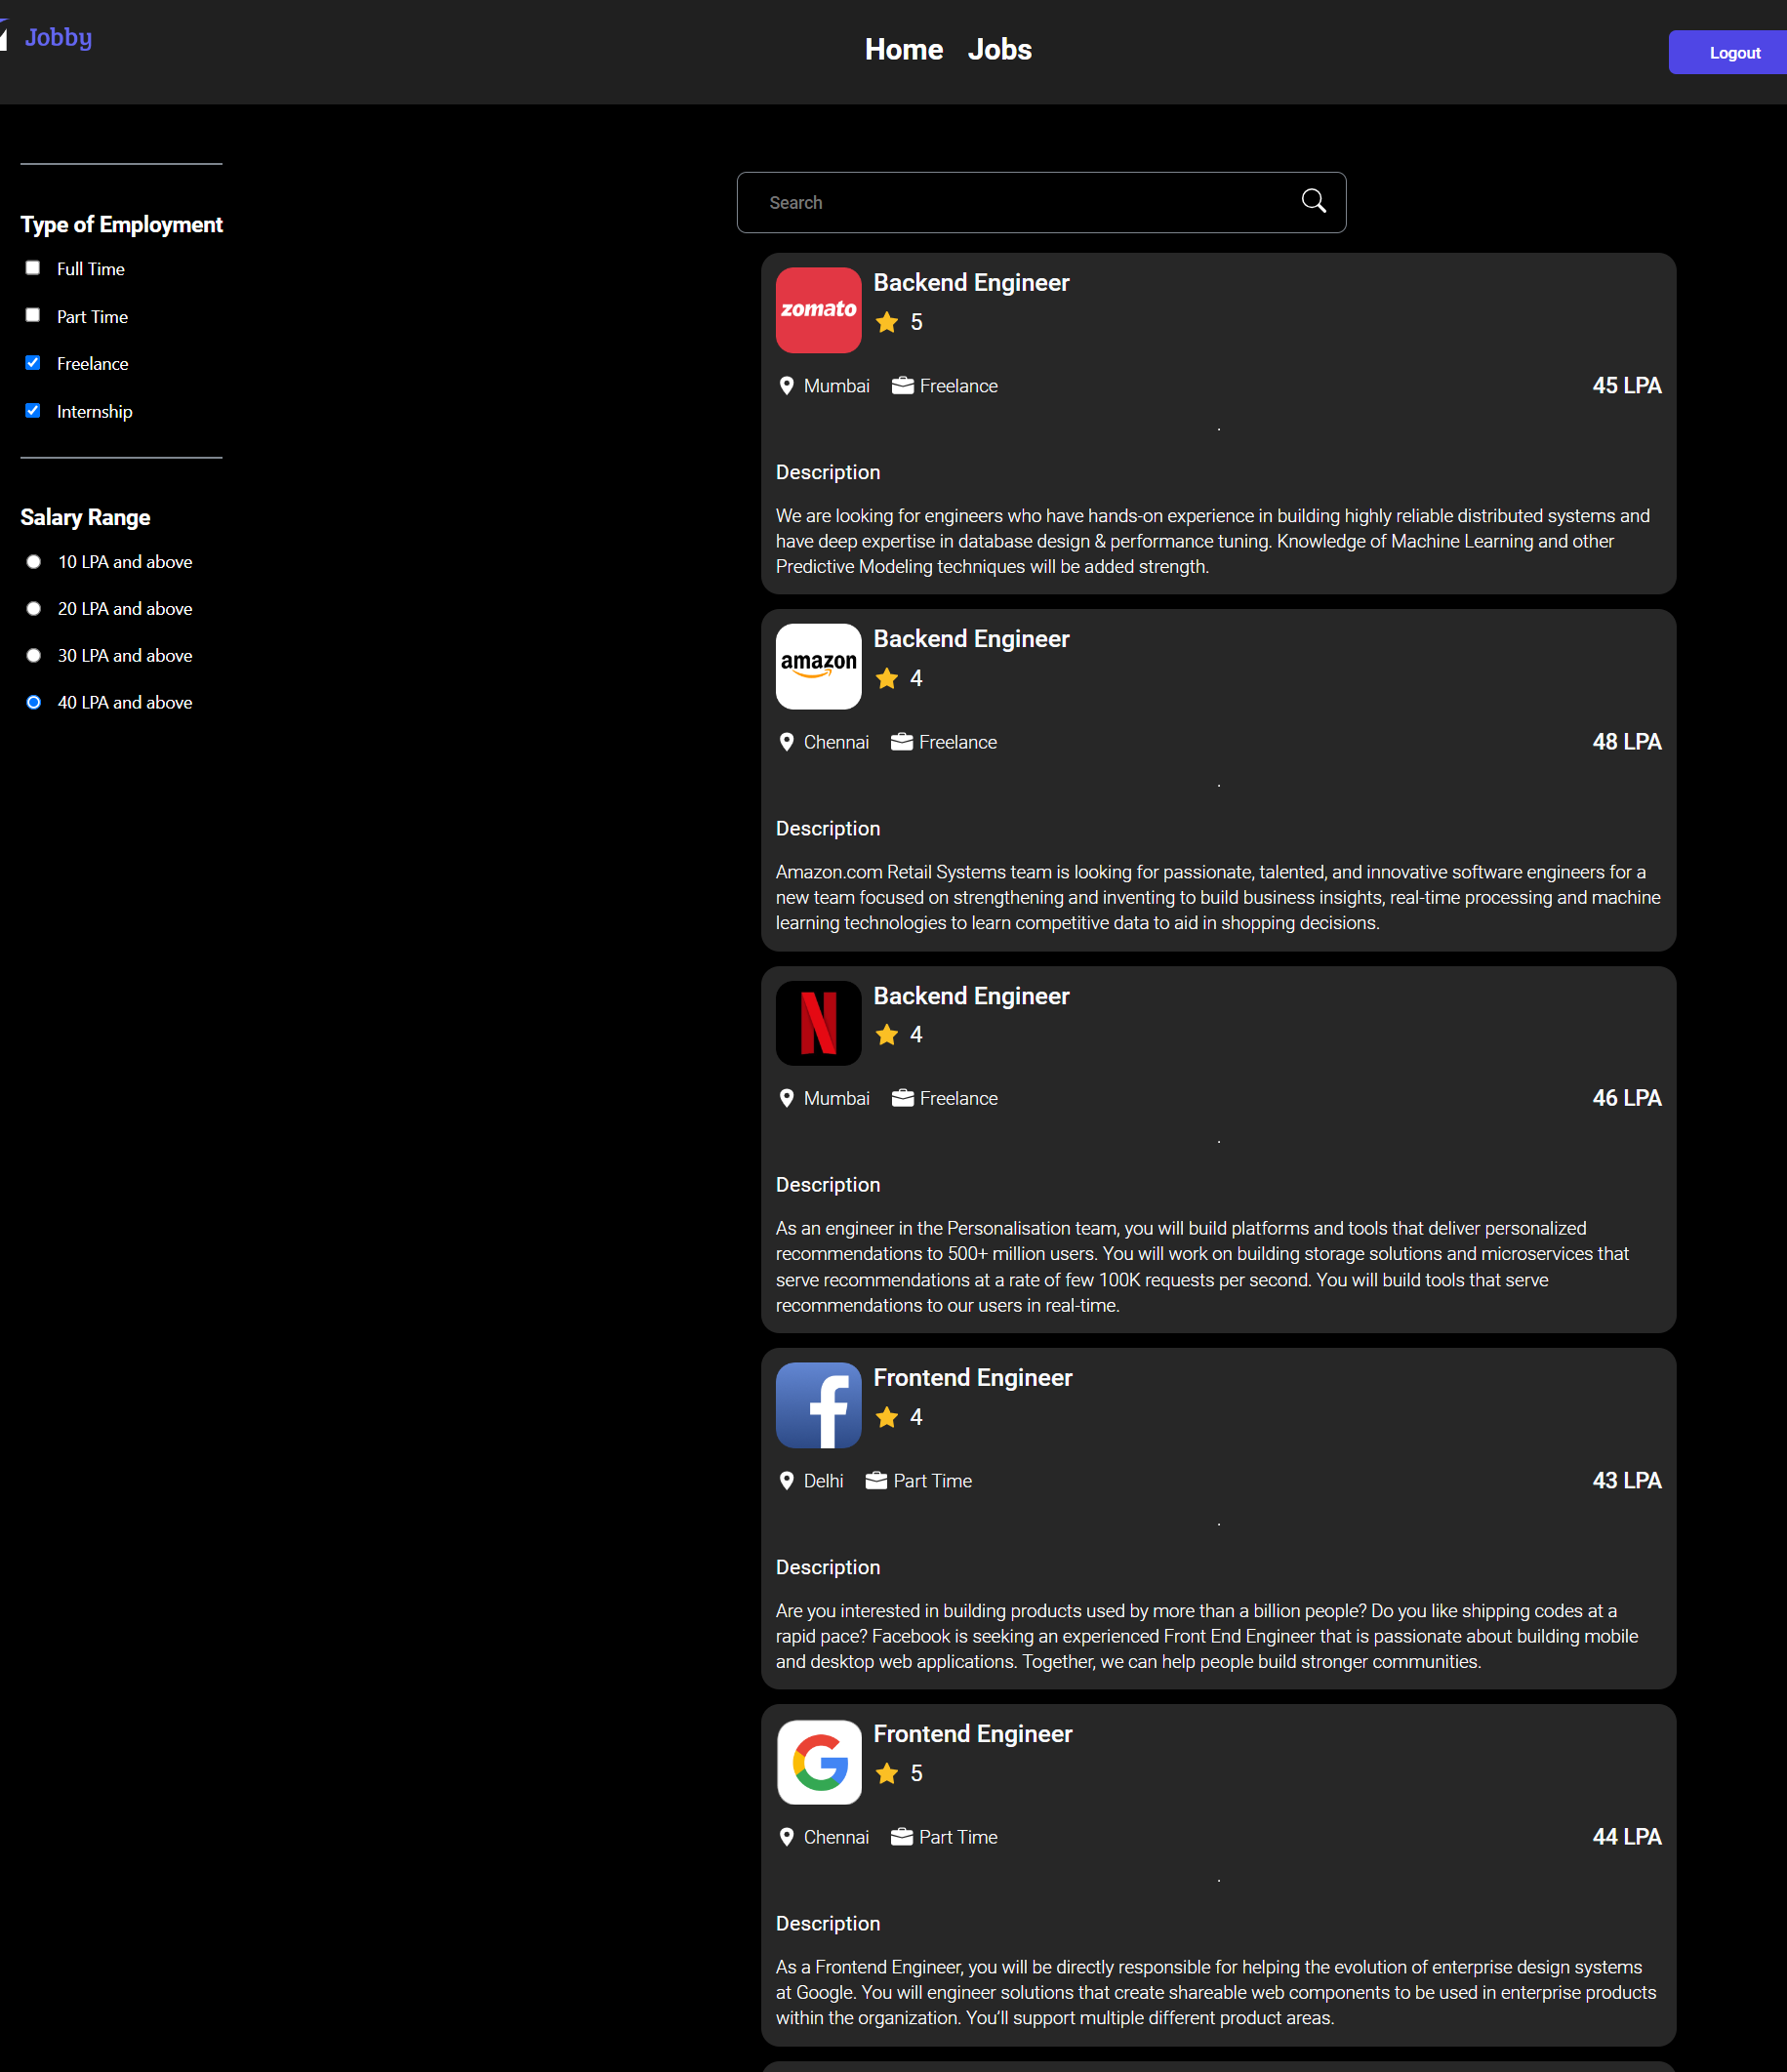 Jobby
Home Jobs
Logout
Type of Employment
Full Time
Part Time
Freelance
Internship
Salary Range
10 LPA and above
20 LPA and above
30 LPA and above
40 LPA and above
Search
zomato
Backend Engineer
5
Mumbai Freelance 45 LPA
Description
We are looking for engineers who have hands-on experience in building highly reliable distributed systems and
have deep expertise in database design & performance tuning. Knowledge of Machine Learning and other
Predictive Modeling techniques will be added strength.
amazon
Backend Engineer
4
Chennai Freelance 48 LPA
Description
Amazon.com Retail Systems team is looking for passionate, talented, and innovative software engineers for a
new team focused on strengthening and inventing to build business insights, real-time processing and machine
learning technologies to learn competitive data to aid in shopping decisions.
N
Backend Engineer
4
Mumbai Freelance 46 LPA
Description
As an engineer in the Personalisation team, you will build platforms and tools that deliver personalized
recommendations to 500+ million users. You will work on building storage solutions and microservices that
serve recommendations at a rate of few 100K requests per second. You will build tools that serve
recommendations to our users in real-time.
f
Frontend Engineer
4
Delhi Part Time 43 LPA
Description
Are you interested in building products used by more than a billion people? Do you like shipping codes at a
rapid pace? Facebook is seeking an experienced Front End Engineer that is passionate about building mobile
and desktop web applications. Together, we can help people build stronger communities.
G
Frontend Engineer
5
Chennai Part Time 44 LPA
Description
As a Frontend Engineer, you will be directly responsible for helping the evolution of enterprise design systems
at Google. You will engineer solutions that create shareable web components to be used in enterprise products
within the organization. You’ll support multiple different product areas.